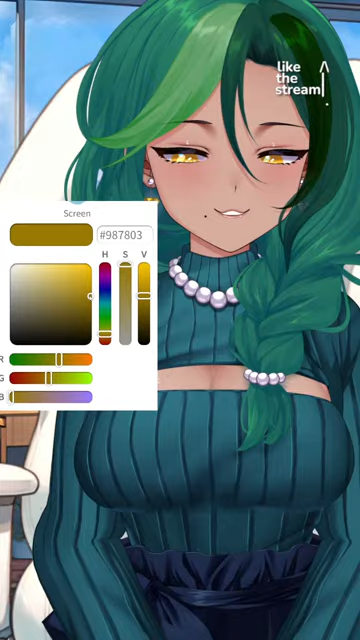 like
the
stream
Screen
#987803
H S V
R
G
B